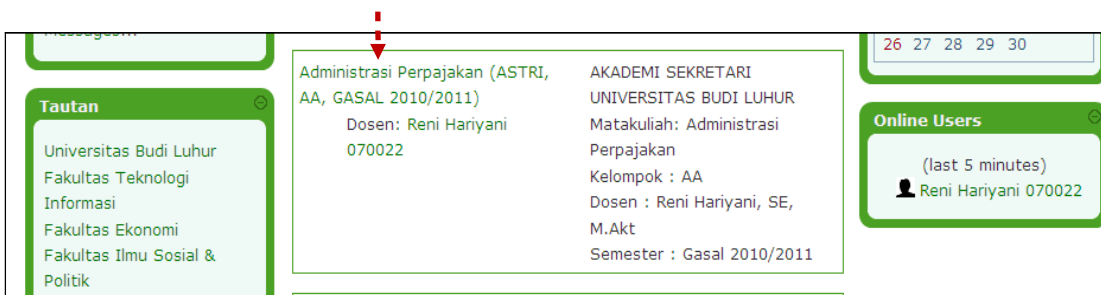 Messages...
Tautan
Universitas Budi Luhur
Fakultas Teknologi
Informasi
Fakultas Ekonomi
Fakultas Ilmu Sosial &
Politik
Administrasi Perpajakan (ASTRI,
AA, GASAL 2010/2011)
Dosen: Reni Hariyani
070022
AKADEMI SEKRETARI
UNIVERSITAS BUDI LUHUR
Matakuliah: Administrasi
Perpajakan
Kelompok : AA
Dosen : Reni Hariyani, SE,
M.Akt
Semester : Gasal 2010/2011
26 27 28 29 30
Online Users
(last 5 minutes)
Reni Hariyani 070022